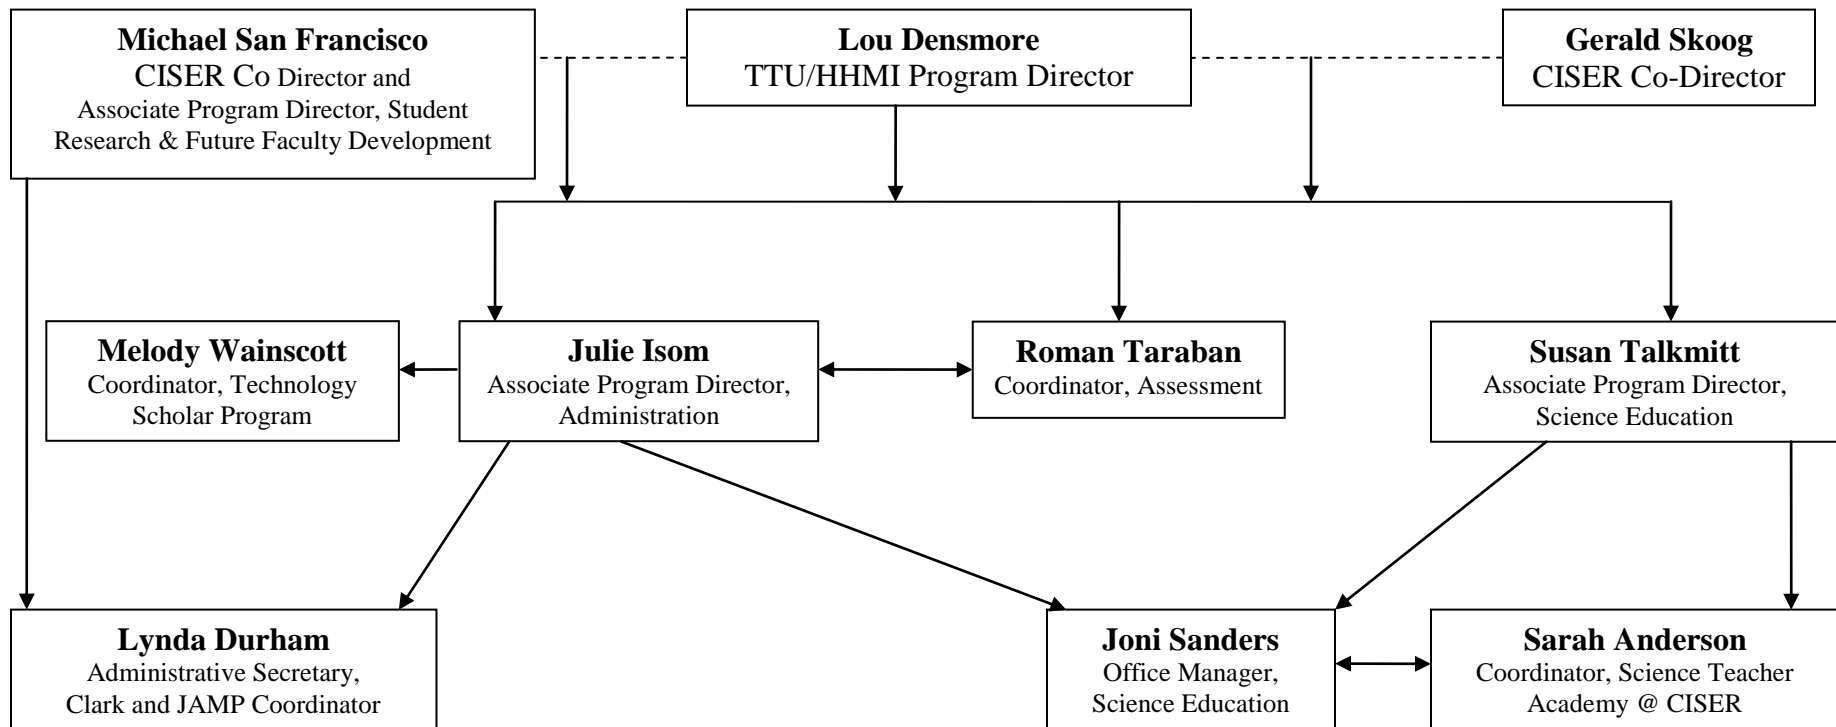 Michael San Francisco
CISER Co Director and
Associate Program Director, Student
Research & Future Faculty Development
Lou Densmore
TTU/HHMI Program Director
Gerald Skoog
CISER Co-Director
Melody Wainscott
Coordinator, Technology
Scholar Program
Julie Isom
Associate Program Director,
Administration
Roman Taraban
Coordinator, Assessment
Susan Talkmitt
Associate Program Director,
Science Education
Lynda Durham
Administrative Secretary,
Clark and JAMP Coordinator
Joni Sanders
Office Manager,
Science Education
Sarah Anderson
Coordinator, Science Teacher
Academy @ CISER